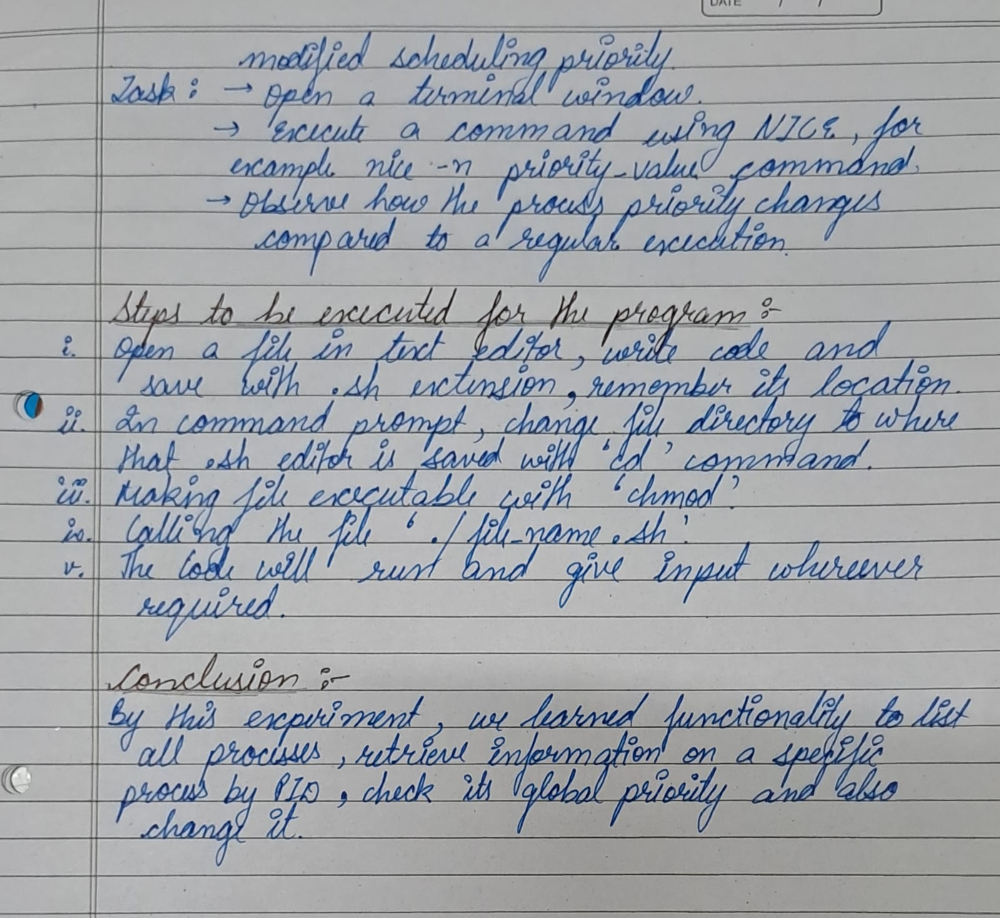 DATE / /
modified scheduling priority.
Task : → Open a terminal window.
→ Execute a command using NICE, for
example nice -n priority-value command.
→ Observe how the process priority changes
compared to a regular execution.
Steps to be executed for the program :-
i. Open a file in text editor, write code and
save with .sh extension, remember its location.
ii. In command prompt, change file directory to where
that .sh editor is saved with 'cd' command.
iii. Making file executable with 'chmod'.
iv. Calling the file './file-name.sh'.
v. The Code will run and give input whereever
required.
Conclusion :-
By this experiment, we learned functionality to list
all processes, retrieve information on a specific
process by PID, check its global priority and also
change it.